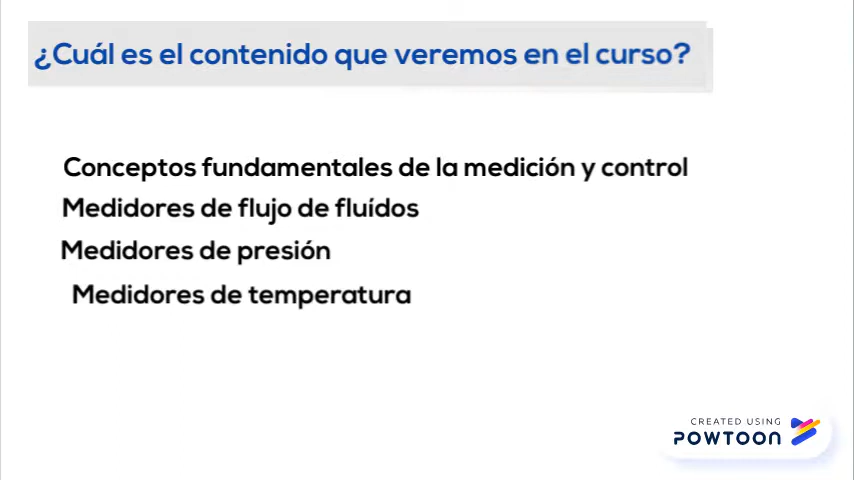 ¿Cuál es el contenido que veremos en el curso?
Conceptos fundamentales de la medición y control
Medidores de flujo de fluídos
Medidores de presión
Medidores de temperatura
CREATED USING
POWTOON